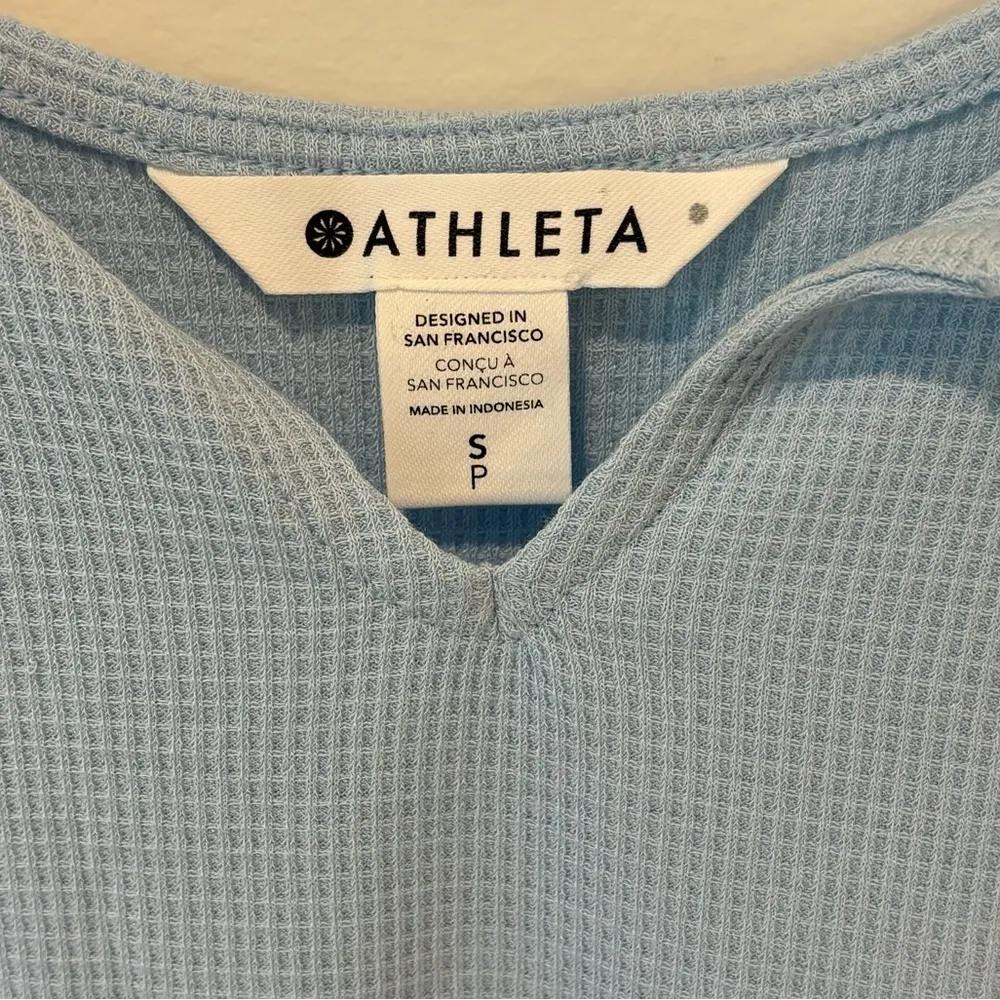 ATHLETA
DESIGNED IN
SAN FRANCISCO
CONÇU À
SAN FRANCISCO
MADE IN INDONESIA
S
P